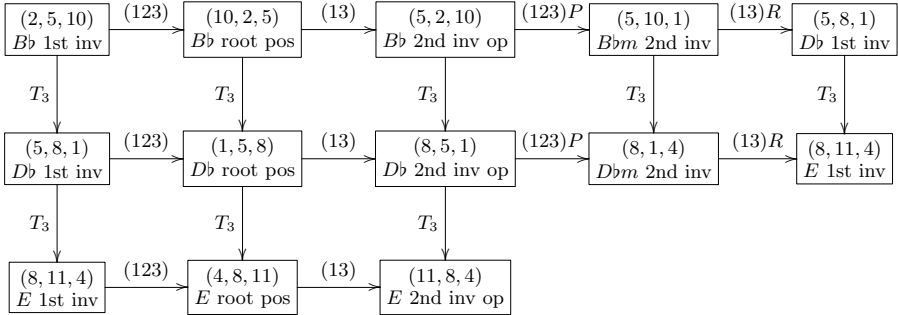 (123) (13) (123)P (13)R
(2, 5, 10) (10, 2, 5) (5, 2, 10) (5, 10, 1) (5, 8, 1)
B♭ 1st inv B♭ root pos B♭ 2nd inv op B♭m 2nd inv D♭ 1st inv
T₃ T₃ T₃ T₃ T₃
(123) (13) (123)P (13)R
(5, 8, 1) (1, 5, 8) (8, 5, 1) (8, 1, 4) (8, 11, 4)
D♭ 1st inv D♭ root pos D♭ 2nd inv op D♭m 2nd inv E 1st inv
T₃ T₃ T₃
(123) (13)
(8, 11, 4) (4, 8, 11) (11, 8, 4)
E 1st inv E root pos E 2nd inv op